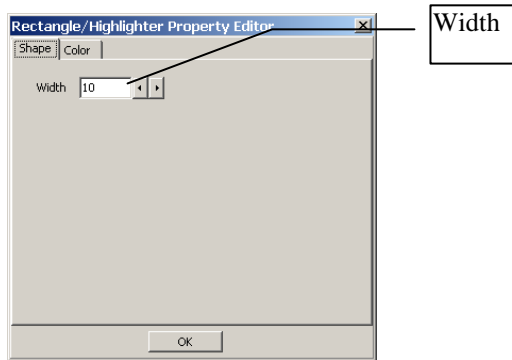 Rectangle/Highlighter Property Editor
Width
Shape Color
Width 10
OK